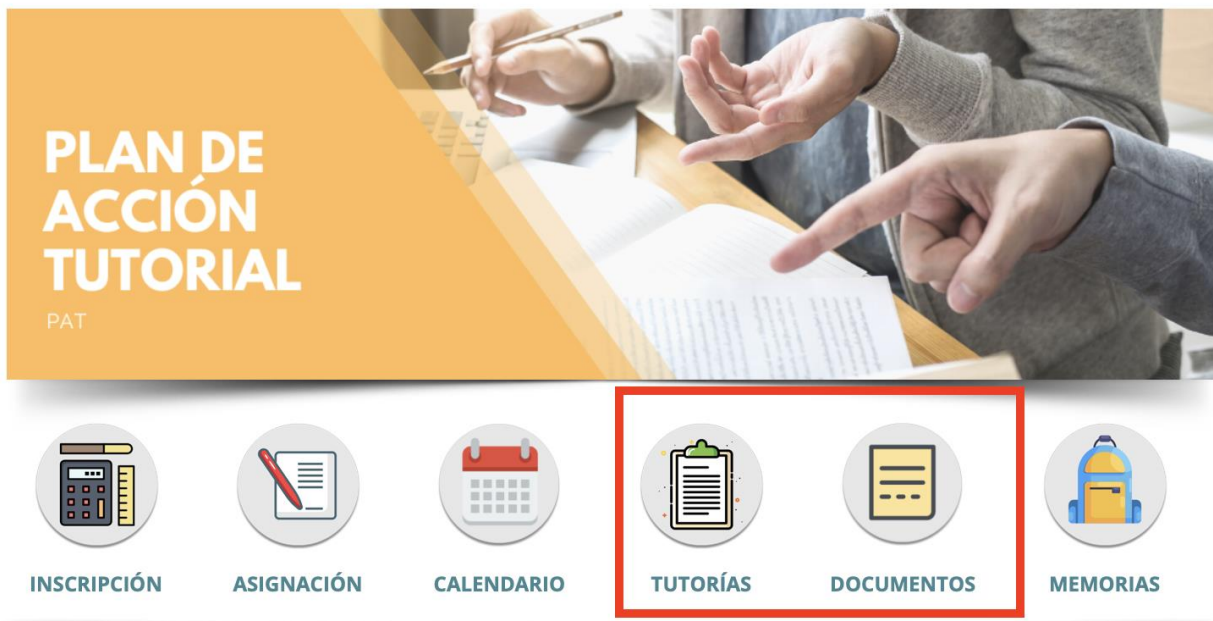 PLAN DE
ACCIÓN
TUTORIAL
PAT
INSCRIPCIÓN
ASIGNACIÓN
CALENDARIO
TUTORÍAS
DOCUMENTOS
MEMORIAS